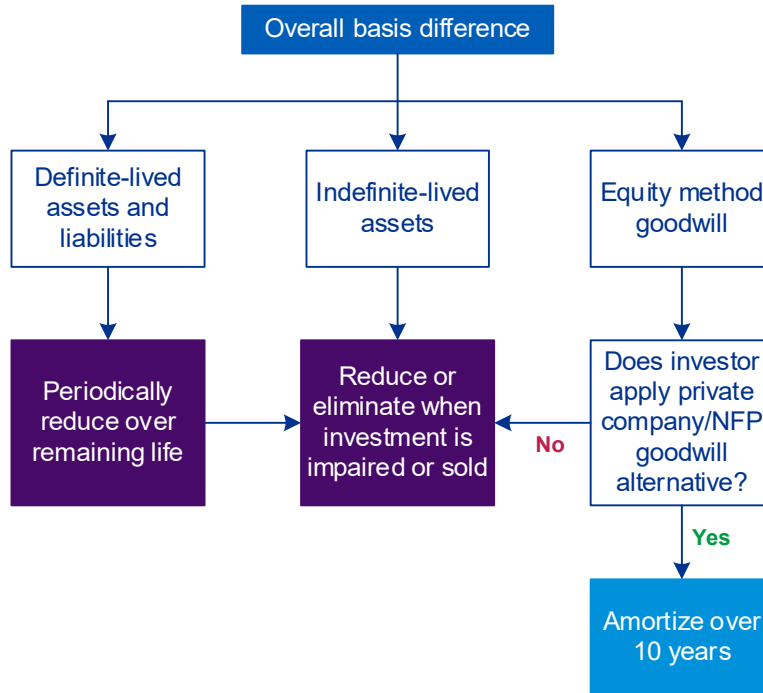 Overall basis difference
Definite-lived
assets and
liabilities
Indefinite-lived
assets
Equity method
goodwill
Periodically
reduce over
remaining life
Reduce or
eliminate when
investment is
impaired or sold
Does investor
apply private
company/NFP
goodwill
alternative?
No
Yes
Amortize over
10 years